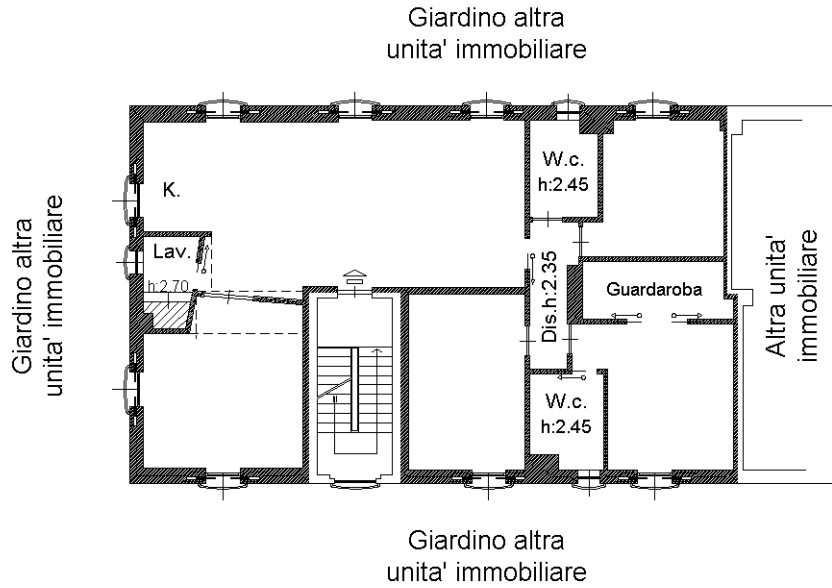 Giardino altra
unita' immobiliare
W.c.
h:2.45
K.
Lav.
h:2.70
Dis.h:2.35
Guardaroba
W.c.
h:2.45
Giardino altra
unita' immobiliare
Altra unita'
immobiliare
Giardino altra
unita' immobiliare